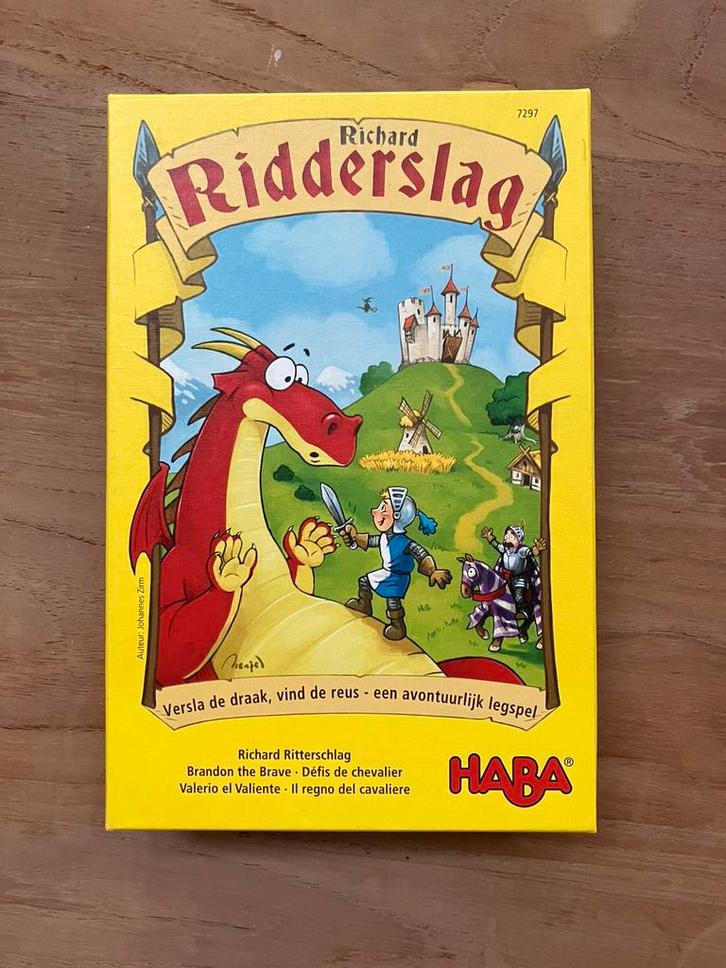 7297
Richard
Ridderslag
Auteur: Johannes Zirm
Menzel
Versla de draak, vind de reus - een avontuurlijk legspel
Richard Ritterschlag
Brandon the Brave · Défis de chevalier
Valerio el Valiente · Il regno del cavaliere
HABA®